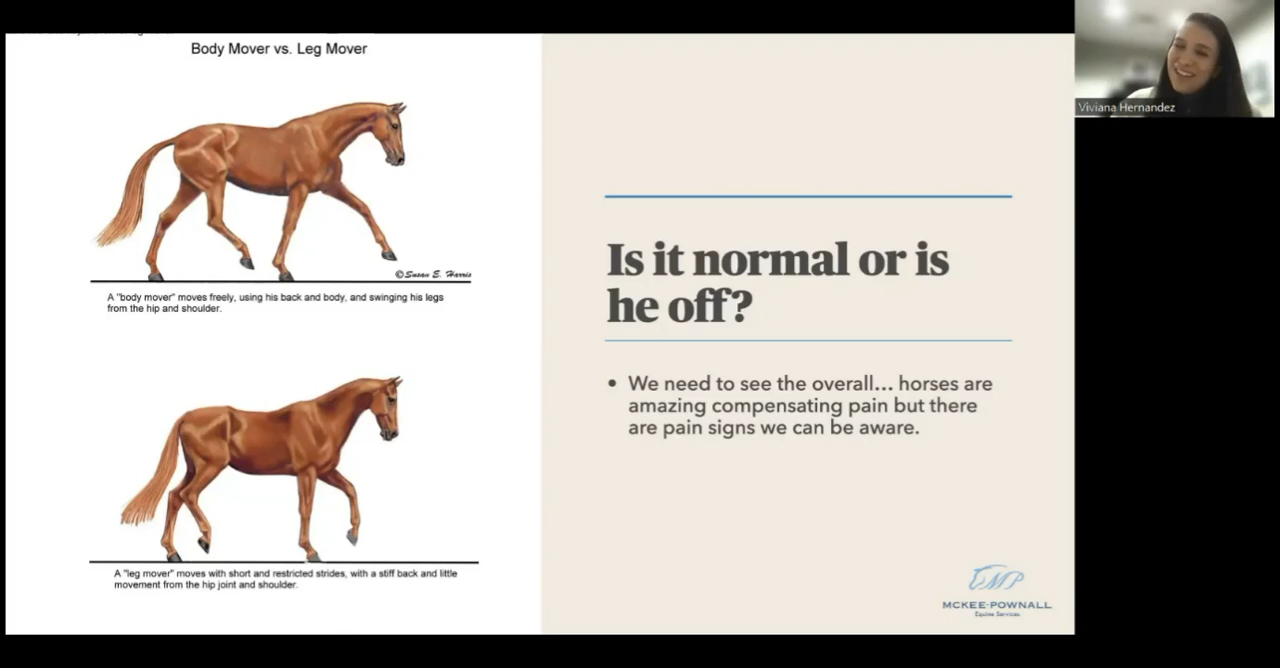 Body Mover vs. Leg Mover
© Susan E. Harris
A "body mover" moves freely, using his back and body, and swinging his legs
from the hip and shoulder.
A "leg mover" moves with short and restricted strides, with a stiff back and little
movement from the hip joint and shoulder.
Is it normal or is
he off?
• We need to see the overall... horses are
amazing compensating pain but there
are pain signs we can be aware.
MP
MCKEE-POWNALL
Equine Services
Viviana Hernandez